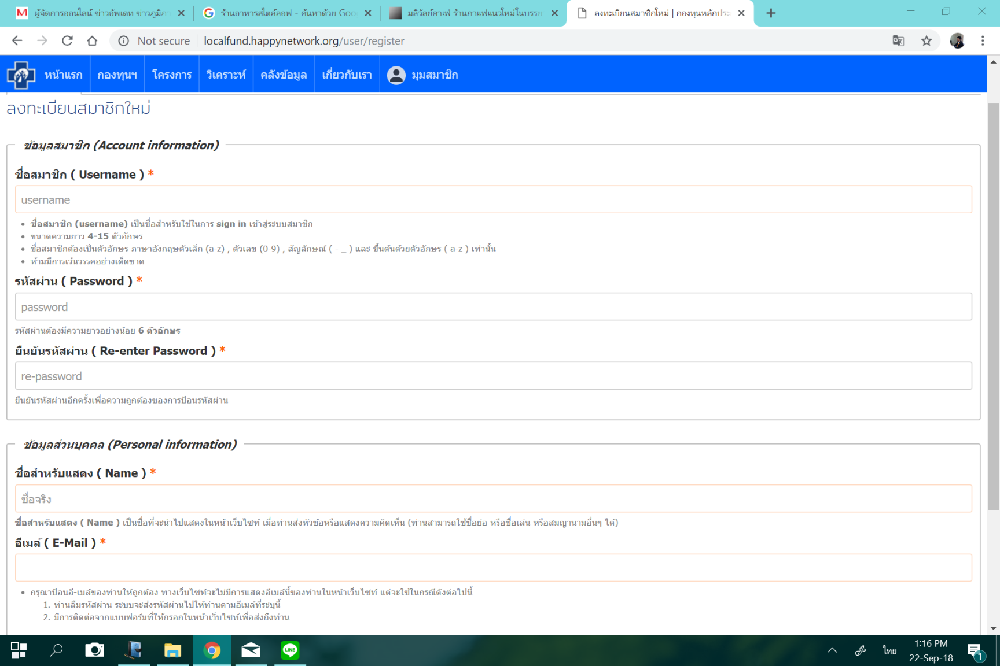 ผู้จัดการออนไลน์ ข่าวอัพเดท ข่าวภูมิภา
ร้านอาหารสไตล์ลอฟ - ค้นหาด้วย Goo
มลิวัลย์คาเฟ่ ร้านกาแฟแนวใหม่ในบรรย
ลงทะเบียนสมาชิกใหม่ | กองทุนหลักประ
Not secure
localfund.happynetwork.org/user/register
หน้าแรก
กองทุนฯ
โครงการ
วิเคราะห์
คลังข้อมูล
เกี่ยวกับเรา
มุมสมาชิก
ลงทะเบียนสมาชิกใหม่
ข้อมูลสมาชิก (Account information)
ชื่อสมาชิก ( Username ) *
username
• ชื่อสมาชิก (username) เป็นชื่อสำหรับใช้ในการ sign in เข้าสู่ระบบสมาชิก
• ขนาดความยาว 4-15 ตัวอักษร
• ชื่อสมาชิกต้องเป็นตัวอักษร ภาษาอังกฤษตัวเล็ก (a-z) , ตัวเลข (0-9) , สัญลักษณ์ ( - _ ) และ ขึ้นต้นด้วยตัวอักษร ( a-z ) เท่านั้น
• ห้ามมีการเว้นวรรคอย่างเด็ดขาด
รหัสผ่าน ( Password ) *
password
รหัสผ่านต้องมีความยาวอย่างน้อย 6 ตัวอักษร
ยืนยันรหัสผ่าน ( Re-enter Password ) *
re-password
ยืนยันรหัสผ่านอีกครั้งเพื่อความถูกต้องของการป้อนรหัสผ่าน
ข้อมูลส่วนบุคคล (Personal information)
ชื่อสำหรับแสดง ( Name ) *
ชื่อจริง
ชื่อสำหรับแสดง ( Name ) เป็นชื่อที่จะนำไปแสดงในหน้าเว็บไซท์ เมื่อท่านส่งหัวข้อหรือแสดงความคิดเห็น (ท่านสามารถใช้ชื่อย่อ หรือชื่อเล่น หรือสมญานามอื่นๆ ได้)
อีเมล์ ( E-Mail ) *
• กรุณาป้อนอี-เมล์ของท่านให้ถูกต้อง ทางเว็บไซท์จะไม่มีการแสดงอีเมล์นี้ของท่านในหน้าเว็บไซท์ แต่จะใช้ในกรณีดังต่อไปนี้
1. ท่านลืมรหัสผ่าน ระบบจะส่งรหัสผ่านไปให้ท่านตามอีเมล์ที่ระบุนี้
2. มีการติดต่อจากแบบฟอร์มที่ให้กรอกในหน้าเว็บไซท์เพื่อส่งถึงท่าน
LINE
ไทย
1:16 PM
22-Sep-18
1